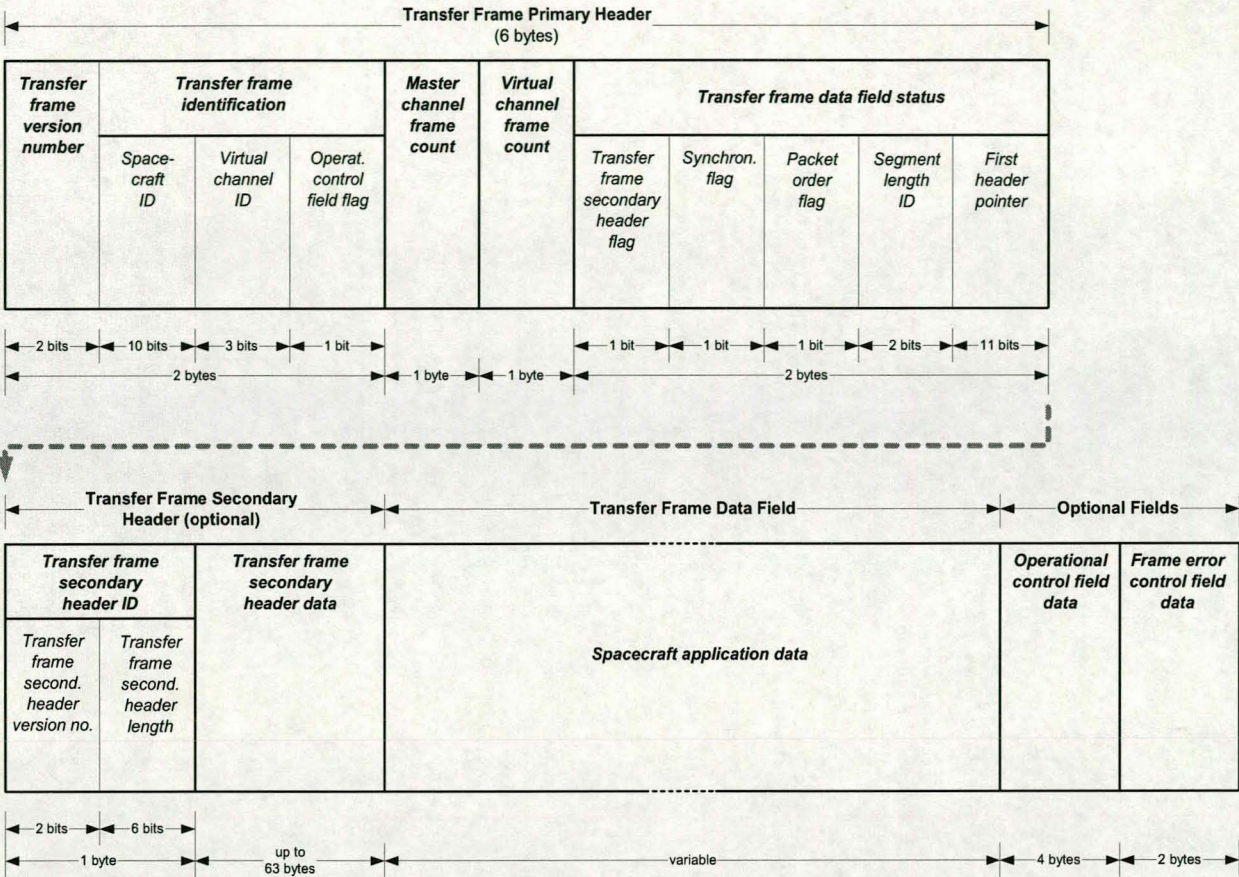 Transfer Frame Primary Header
(6 bytes)
Transfer
frame
version
number
Transfer frame
identification
Master
channel
frame
count
Virtual
channel
frame
count
Transfer frame data field status
Space-
craft
ID
Virtual
channel
ID
Operat.
control
field flag
Transfer
frame
secondary
header
flag
Synchron.
flag
Packet
order
flag
Segment
length
ID
First
header
pointer
2 bits
10 bits
3 bits
1 bit
1 bit
1 bit
1 bit
2 bits
11 bits
2 bytes
1 byte
1 byte
2 bytes
Transfer Frame Secondary
Header (optional)
Transfer Frame Data Field
Optional Fields
Transfer frame
secondary
header ID
Transfer frame
secondary
header data
Operational
control field
data
Frame error
control field
data
Transfer
frame
second.
header
version no.
Transfer
frame
second.
header
length
Spacecraft application data
2 bits
6 bits
1 byte
up to
63 bytes
variable
4 bytes
2 bytes